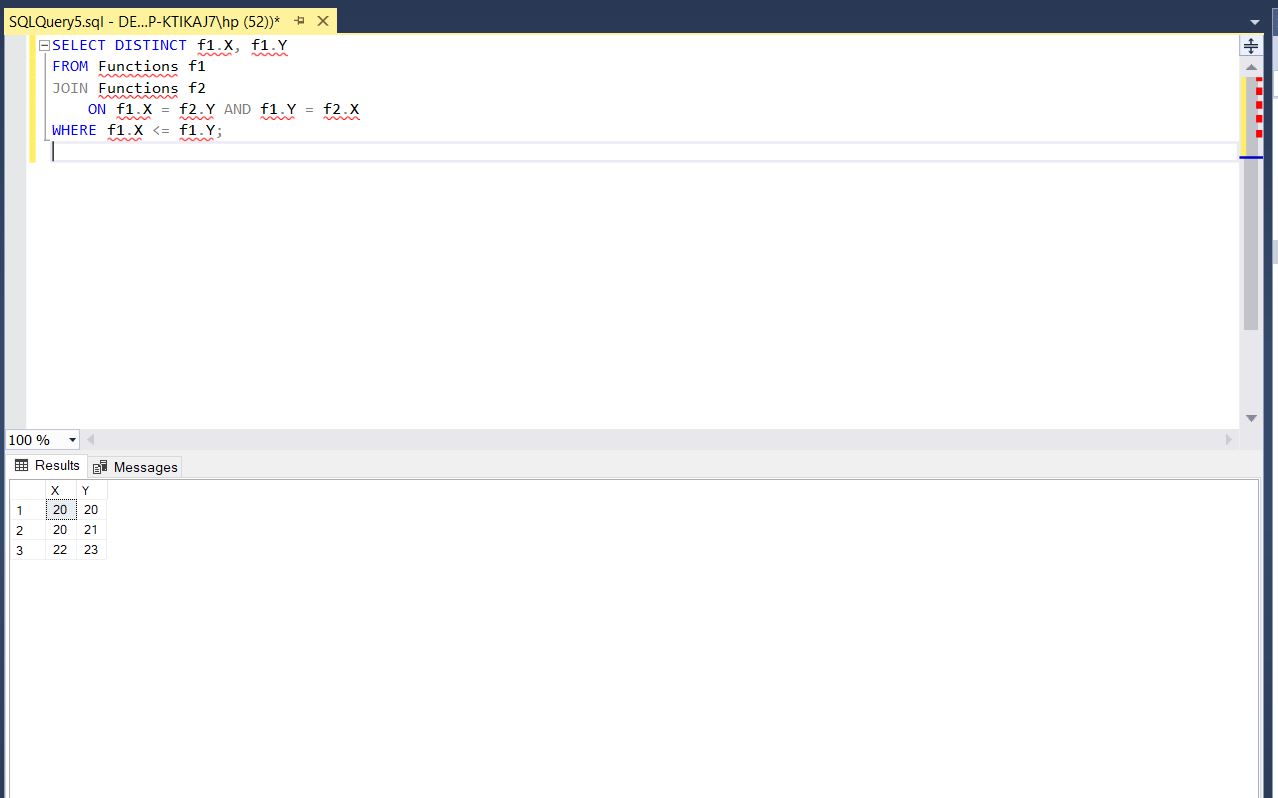 SQLQuery5.sql - DE...P-KTIKAJ7\hp (52))*
SELECT DISTINCT f1.X, f1.Y
FROM Functions f1
JOIN Functions f2
ON f1.X = f2.Y AND f1.Y = f2.X
WHERE f1.X <= f1.Y;
100 %
Results Messages
X Y
1 20 20
2 20 21
3 22 23